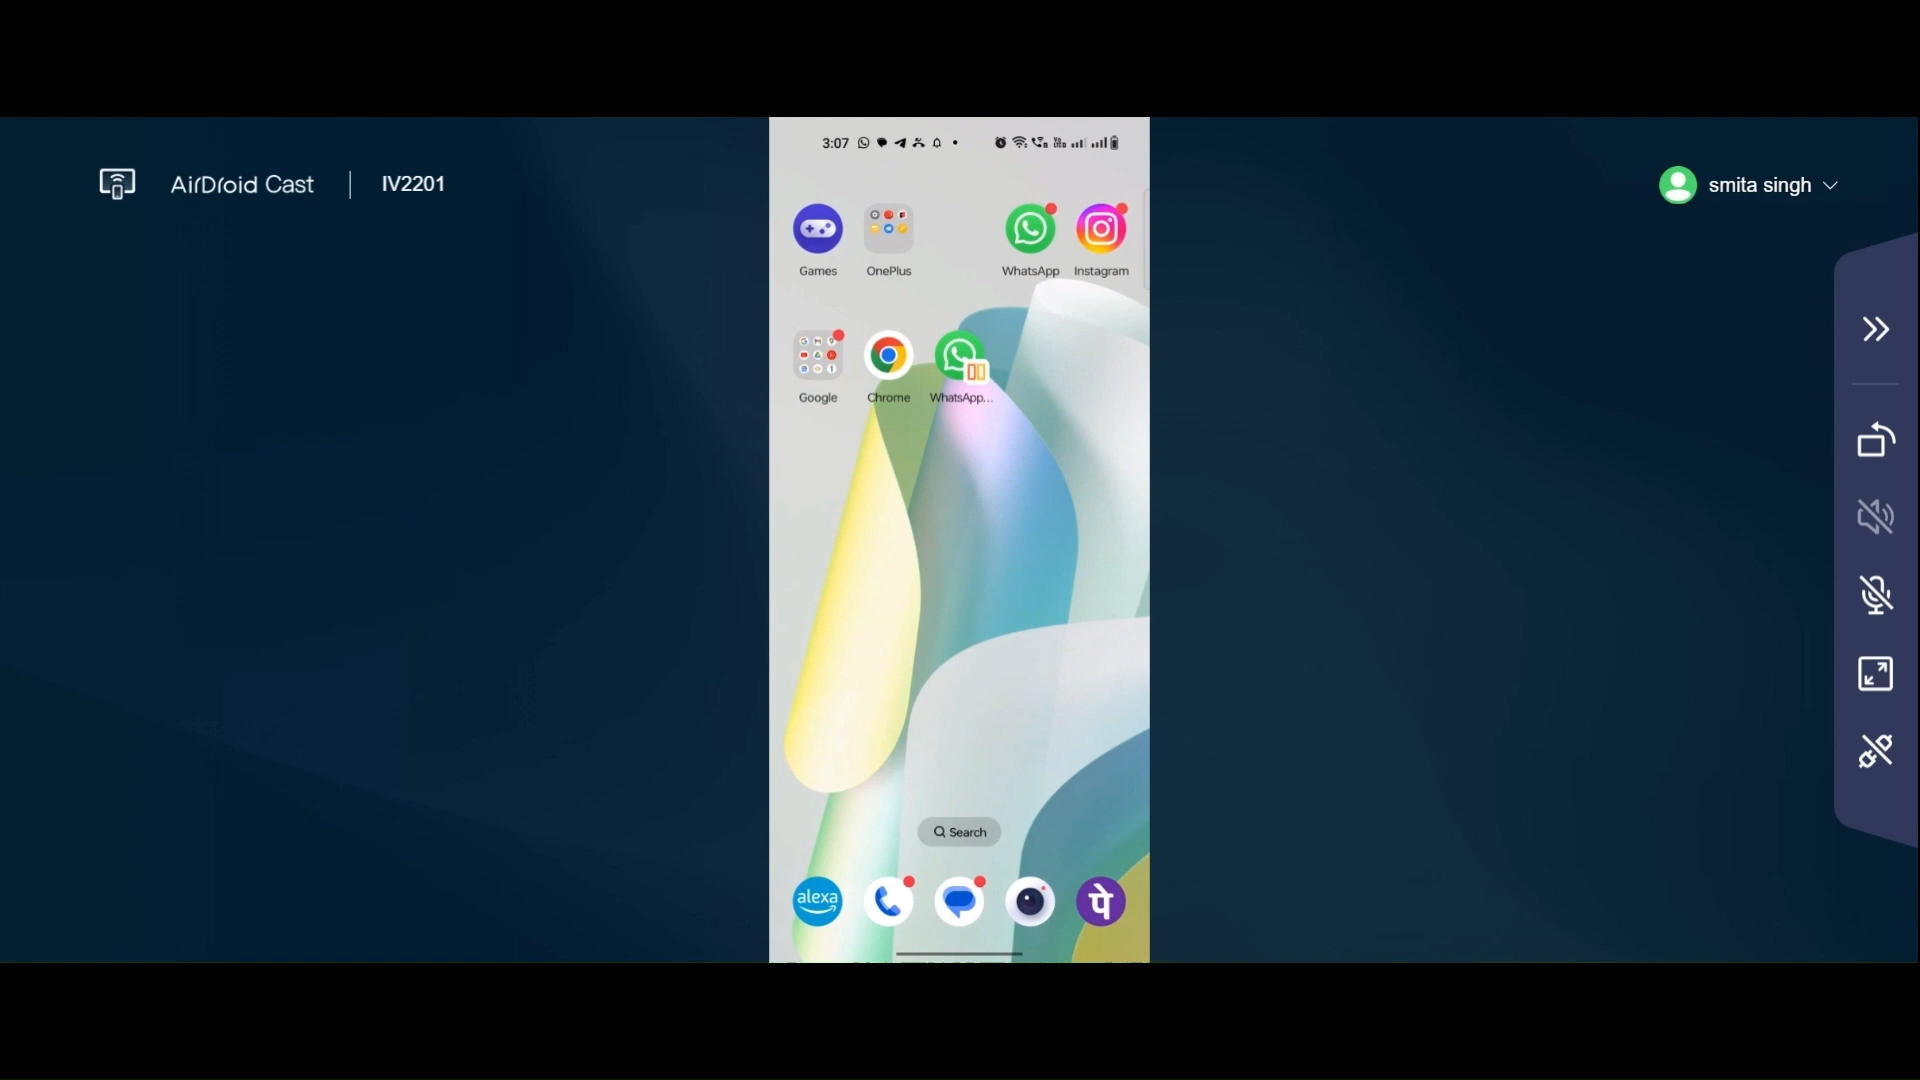 3:07
AirDroid Cast
IV2201
smita singh
Games
OnePlus
WhatsApp
Instagram
Google
Chrome
WhatsApp...
Search
alexa
पे